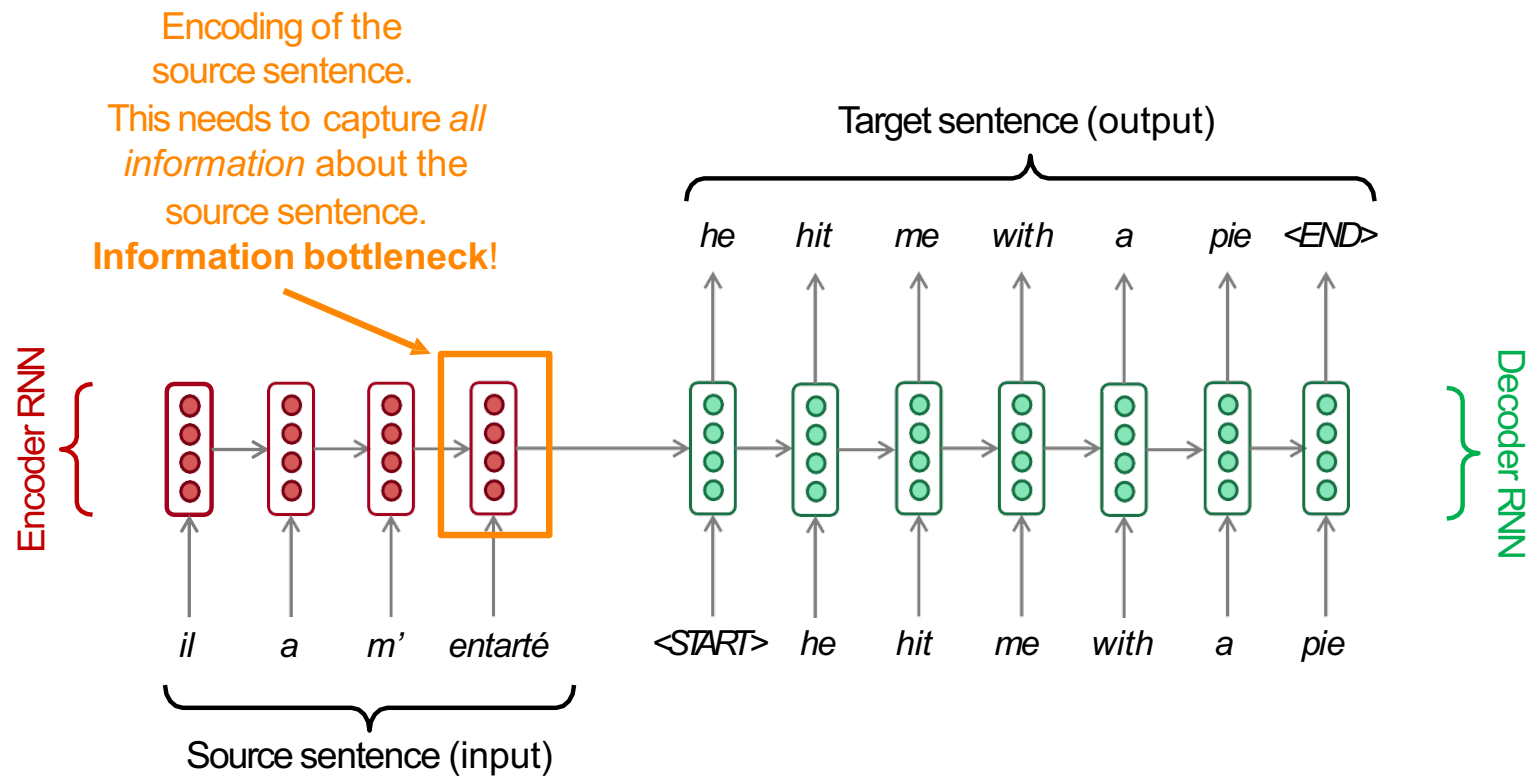 Encoding of the
source sentence.
This needs to capture all
information about the
source sentence.
Information bottleneck!
Target sentence (output)
he hit me with a pie <END>
Encoder RNN
Decoder RNN
il a m’ entarté
<START> he hit me with a pie
Source sentence (input)